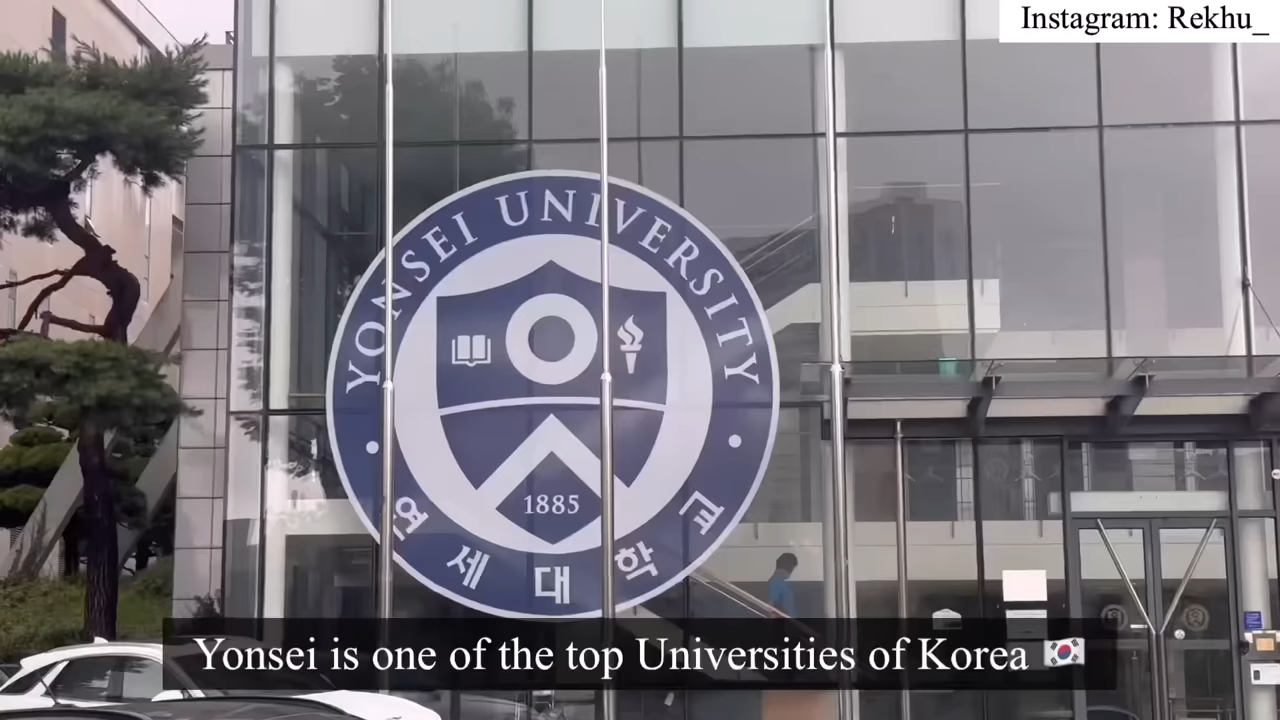 Instagram: Rekhu_
YONSEI UNIVERSITY
1885
연세대학교
Yonsei is one of the top Universities of Korea 🇰🇷